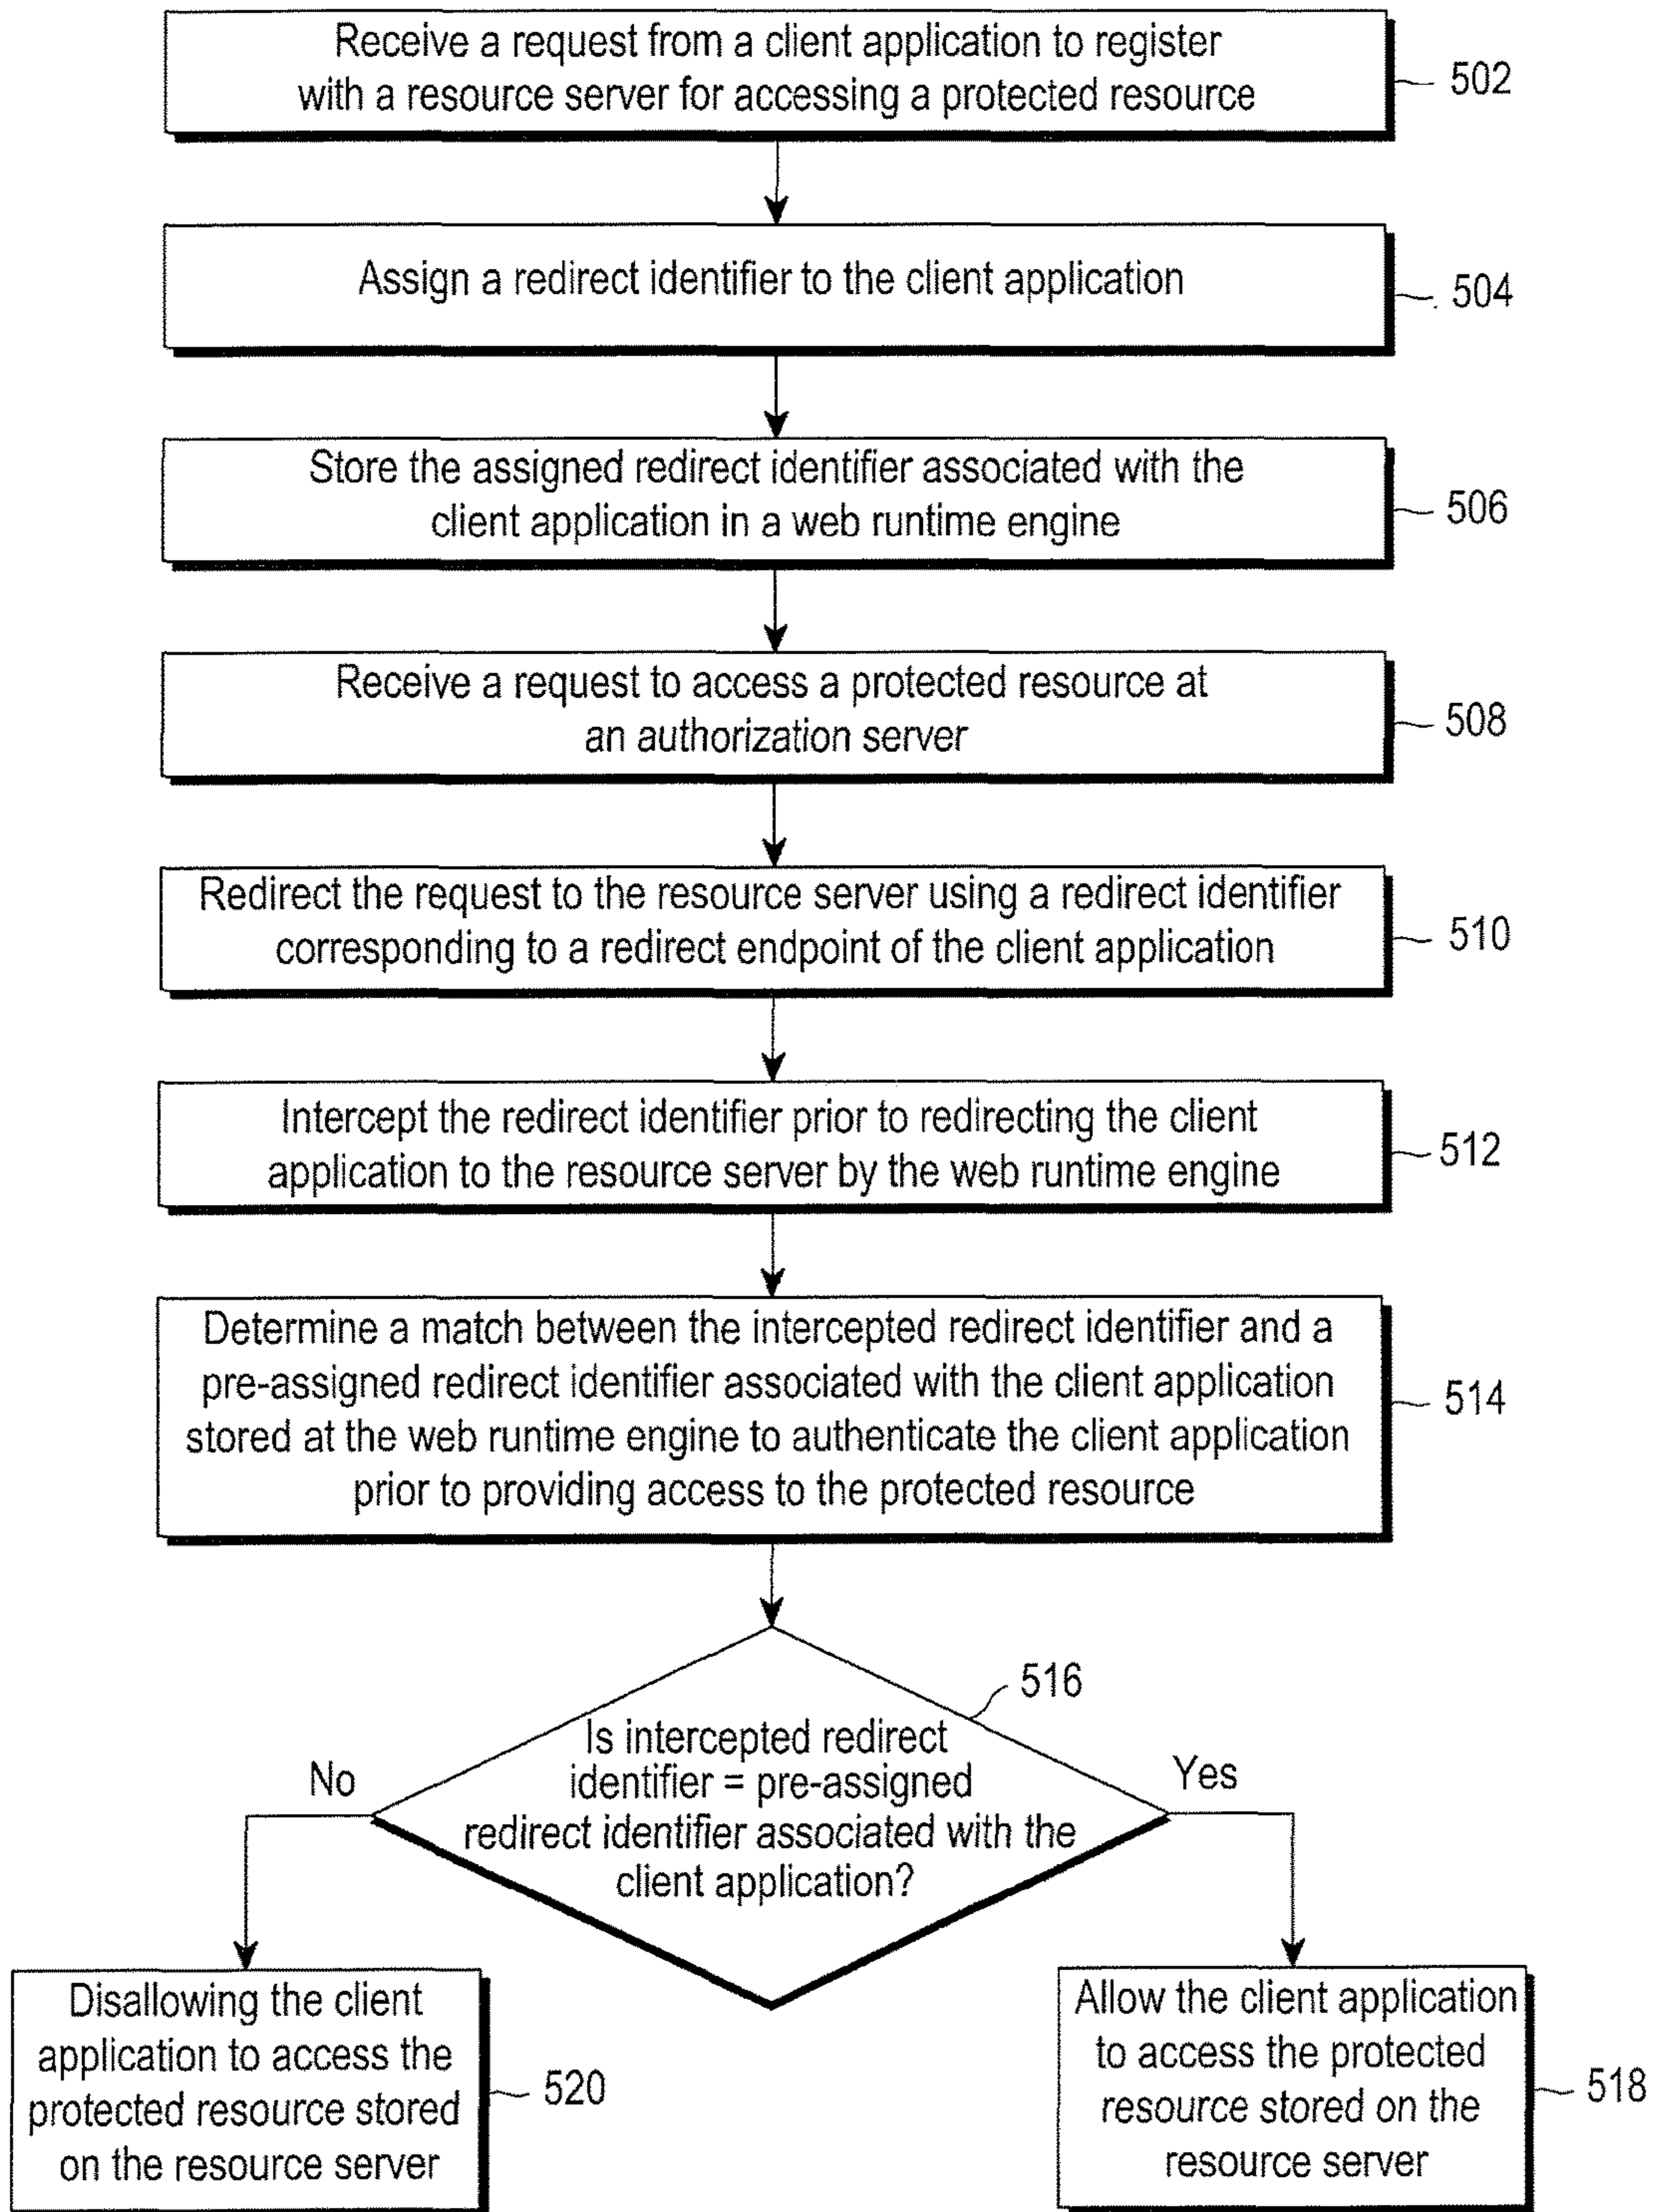 Receive a request from a client application to register
with a resource server for accessing a protected resource
502
Assign a redirect identifier to the client application
504
Store the assigned redirect identifier associated with the
client application in a web runtime engine
506
Receive a request to access a protected resource at
an authorization server
508
Redirect the request to the resource server using a redirect identifier
corresponding to a redirect endpoint of the client application
510
Intercept the redirect identifier prior to redirecting the client
application to the resource server by the web runtime engine
512
Determine a match between the intercepted redirect identifier and a
pre-assigned redirect identifier associated with the client application
stored at the web runtime engine to authenticate the client application
prior to providing access to the protected resource
514
516
Is intercepted redirect
identifier = pre-assigned
redirect identifier associated with the
client application?
No
Yes
Disallowing the client
application to access the
protected resource stored
on the resource server
520
Allow the client application
to access the protected
resource stored on the
resource server
518